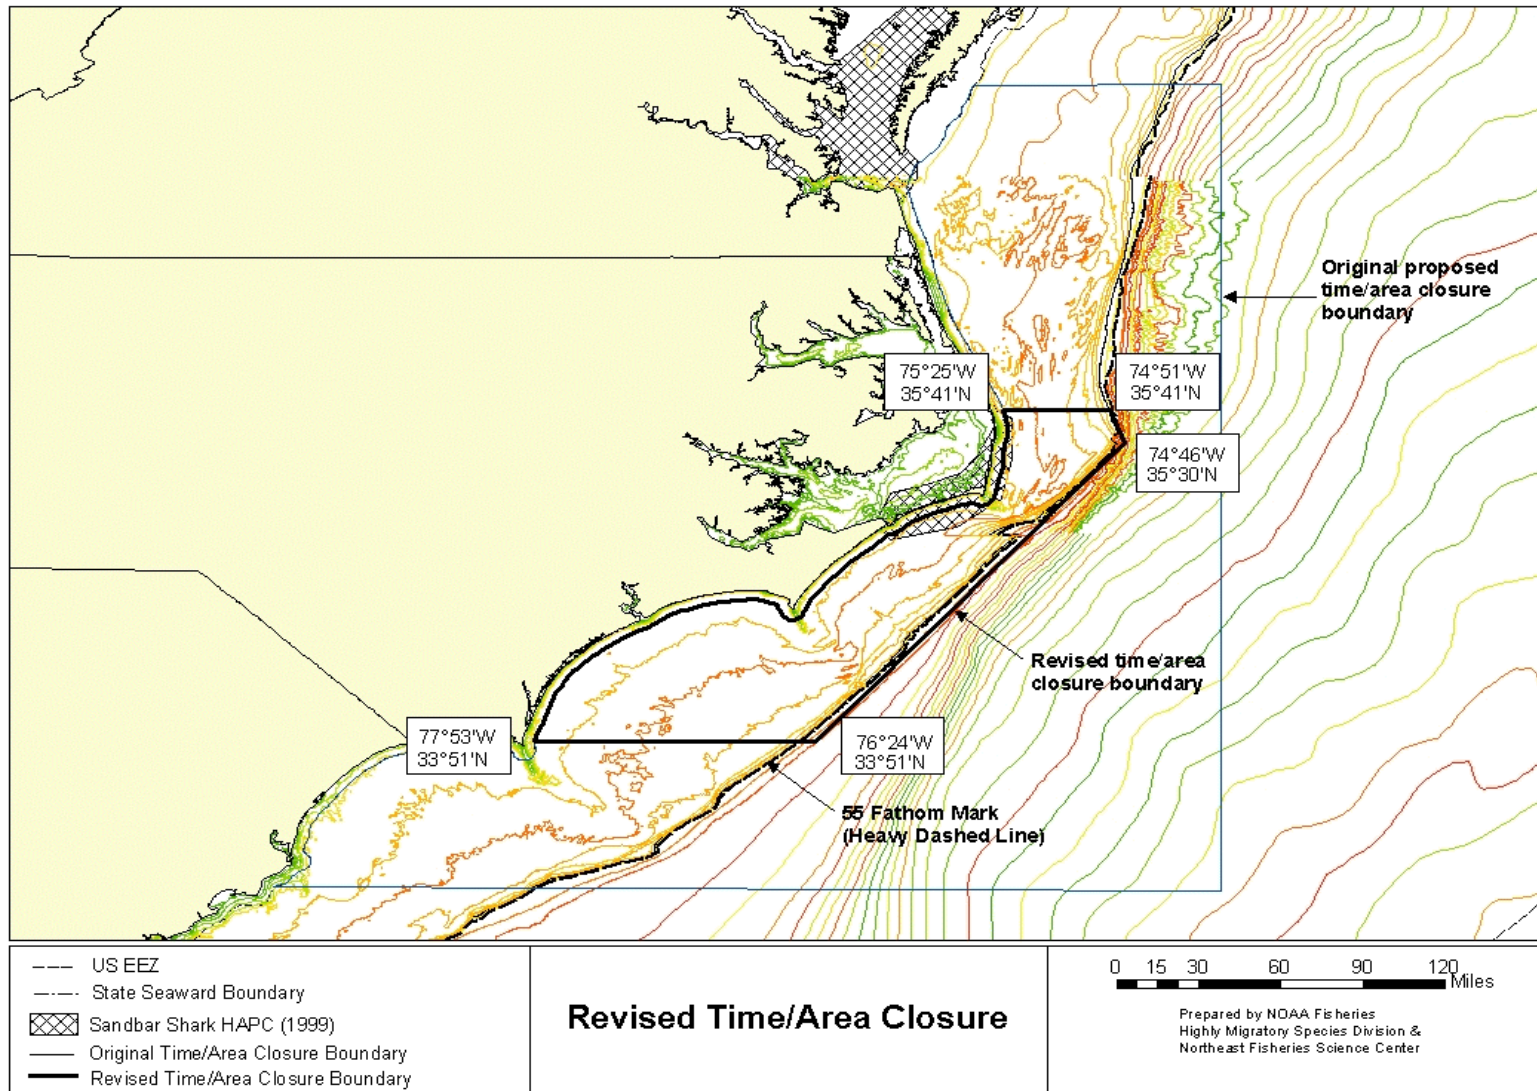 Original proposed
time/area closure
boundary
75°25'W
35°41'N
74°51'W
35°41'N
74°46'W
35°30'N
Revised time/area
closure boundary
77°53'W
33°51'N
76°24'W
33°51'N
55 Fathom Mark
(Heavy Dashed Line)
US EEZ
State Seaward Boundary
Sandbar Shark HAPC (1999)
Original Time/Area Closure Boundary
Revised Time/Area Closure Boundary
Revised Time/Area Closure
0 15 30 60 90 120
Miles
Prepared by NOAA Fisheries
Highly Migratory Species Division &
Northeast Fisheries Science Center